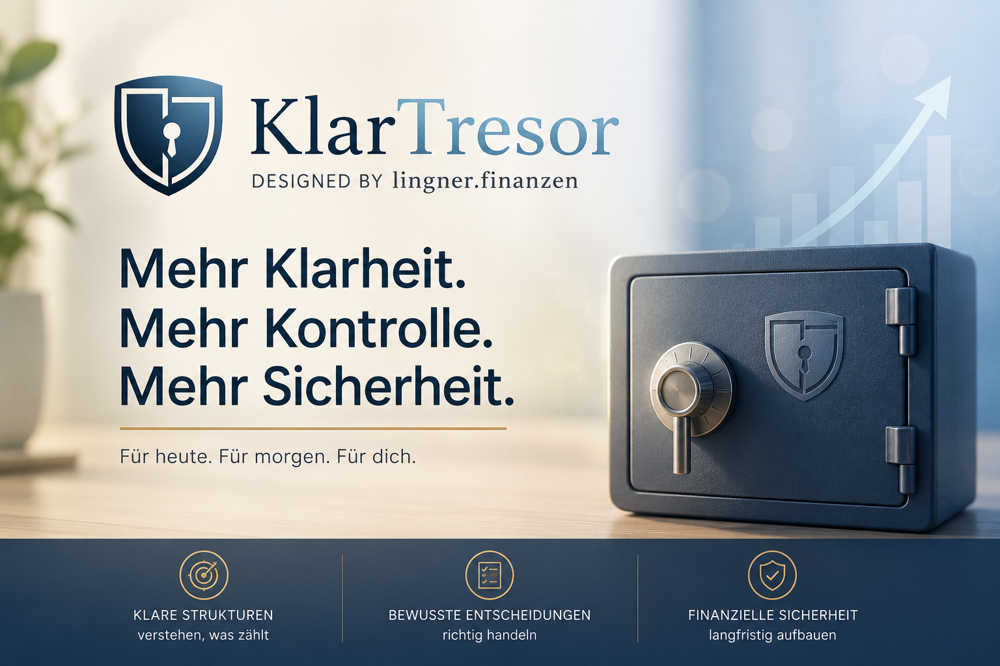 KlarTresor
DESIGNED BY lingner.finanzen
Mehr Klarheit.
Mehr Kontrolle.
Mehr Sicherheit.
Für heute. Für morgen. Für dich.
KLARE STRUKTUREN
verstehen, was zählt
BEWUSSTE ENTSCHEIDUNGEN
richtig handeln
FINANZIELLE SICHERHEIT
langfristig aufbauen